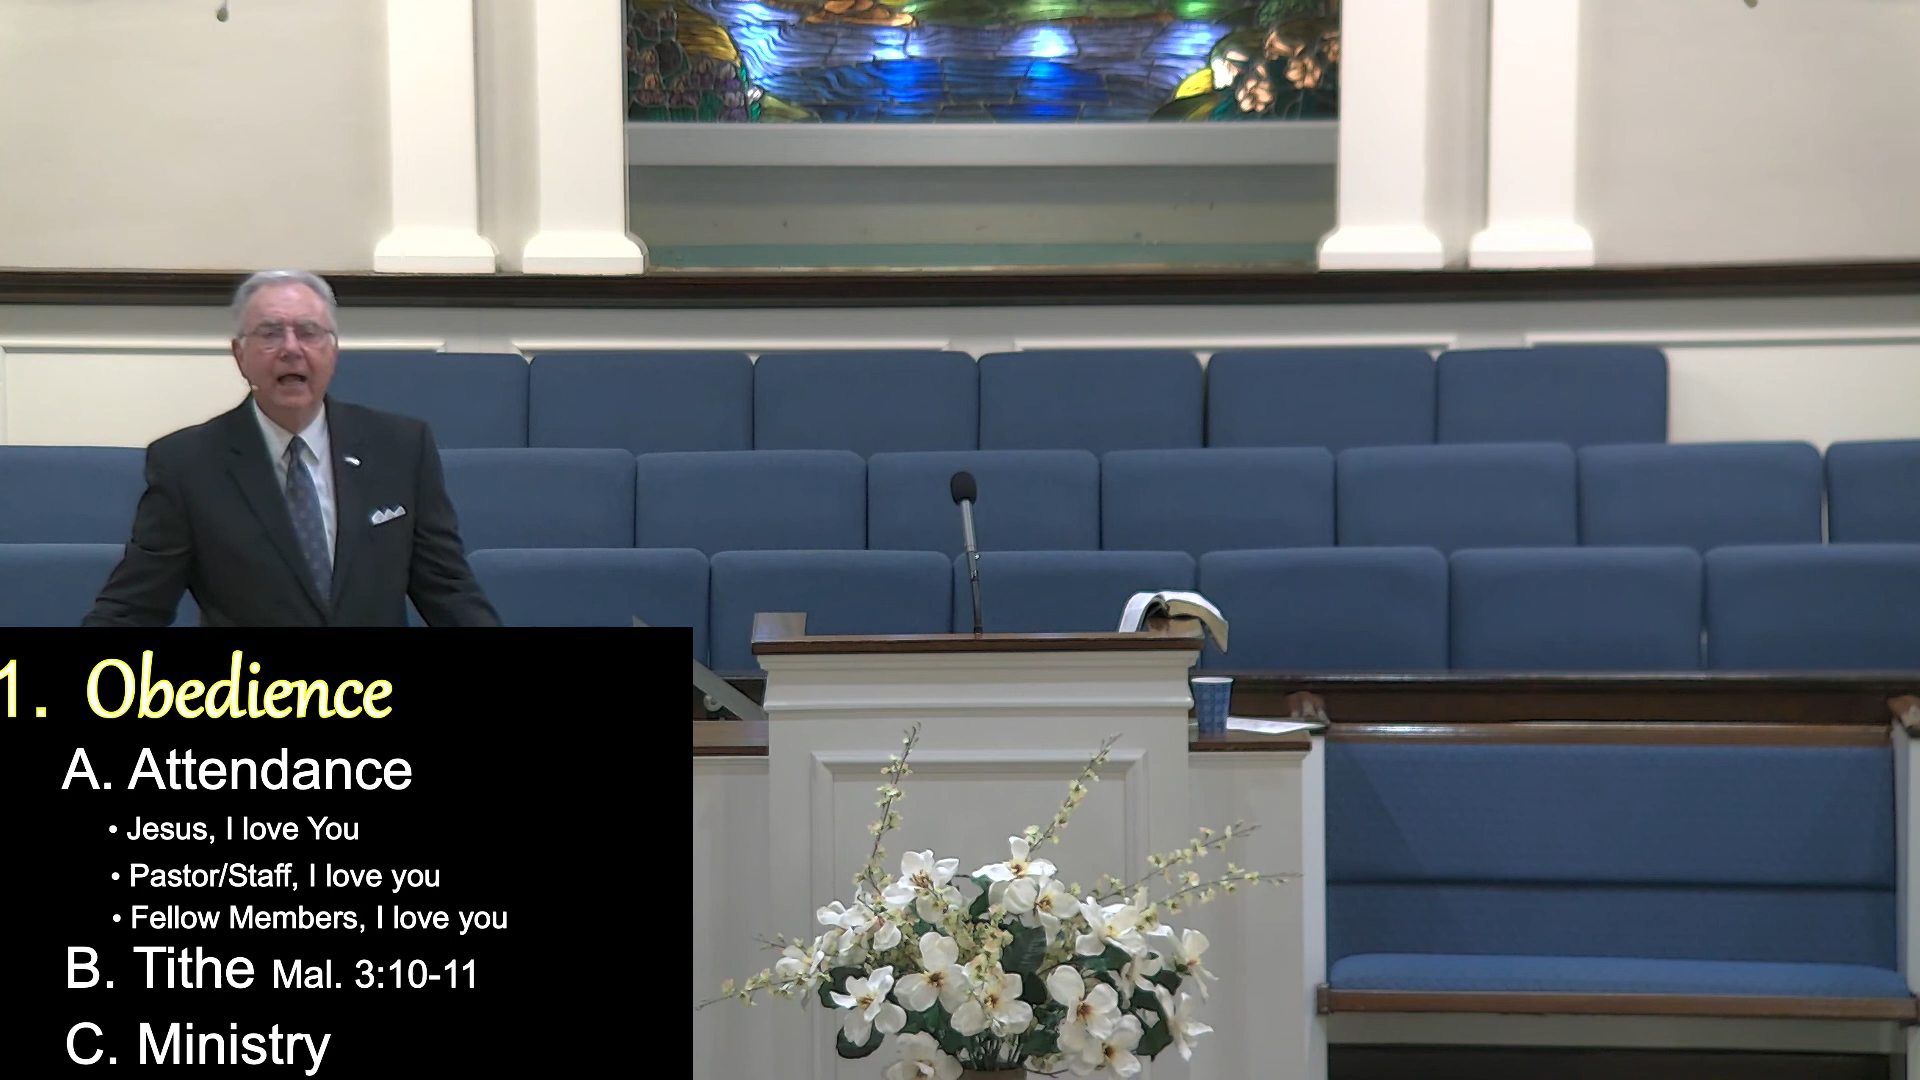 1. Obedience
A. Attendance
• Jesus, I love You
• Pastor/Staff, I love you
• Fellow Members, I love you
B. Tithe Mal. 3:10-11
C. Ministry